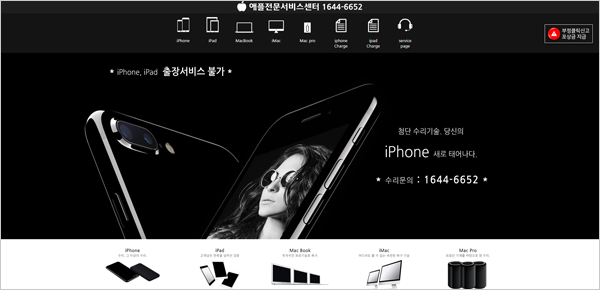 애플전문서비스센터 1644-6652
iPhone
iPad
MacBook
iMac
Mac pro
iphone Charge
ipad Charge
service page
부정클릭신고
포상금 지급
* iPhone, iPad 출장서비스 불가 *
첨단 수리기술. 당신의
iPhone 새로 태어나다.
* 수리문의 : 1644-6652 *
iPhone
iPad
Mac Book
iMac
Mac Pro